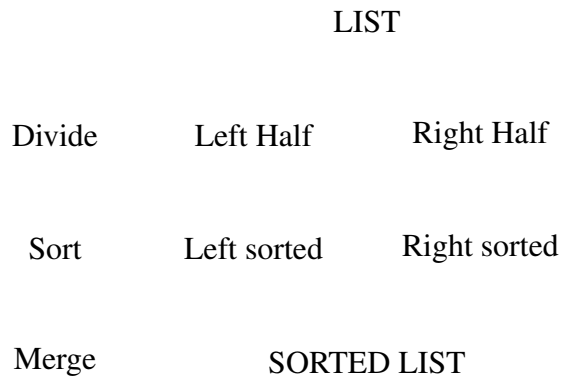 LIST
Divide Left Half Right Half
Sort Left sorted Right sorted
Merge SORTED LIST